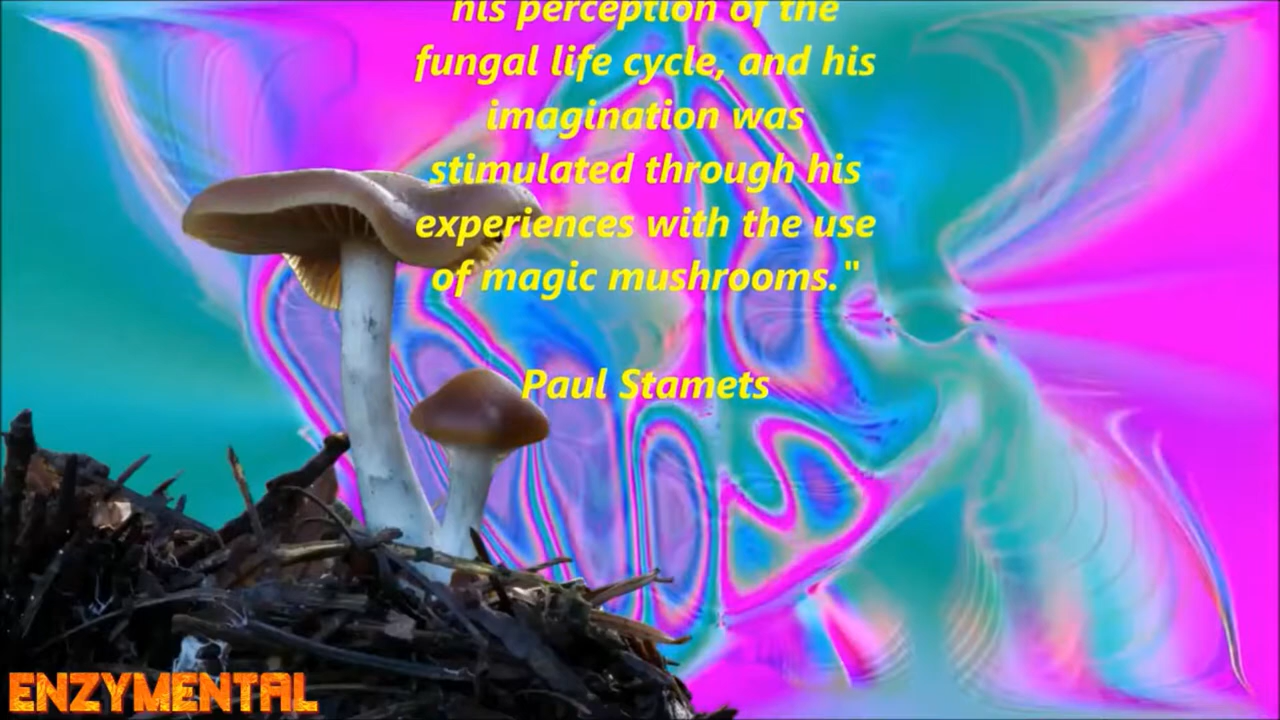 his perception of the
fungal life cycle, and his
imagination was
stimulated through his
experiences with the use
of magic mushrooms."
Paul Stamets
ENZYMENTAL